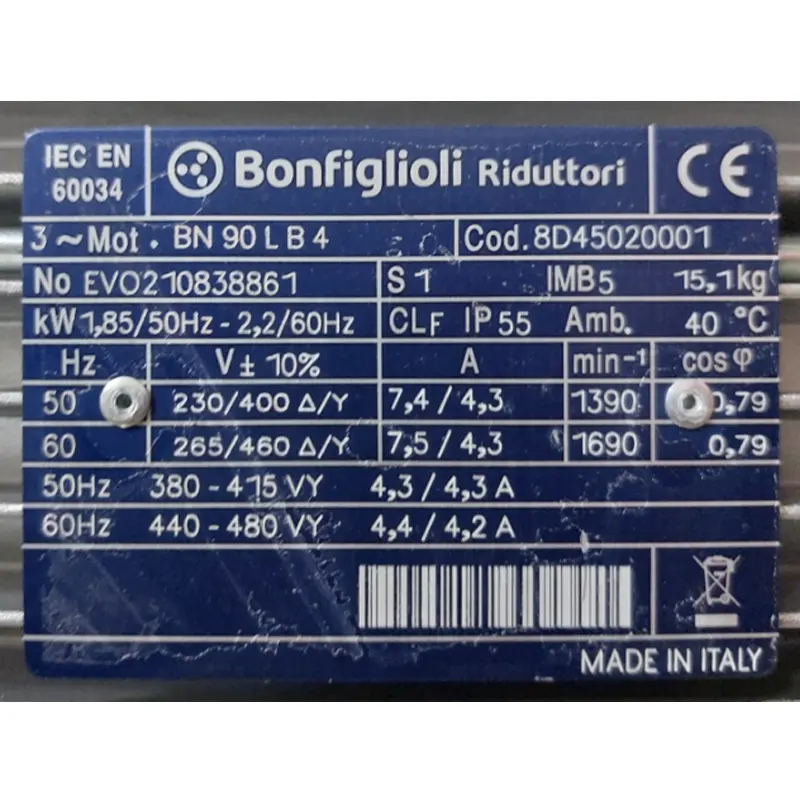 IEC EN
60034
Bonfiglioli Riduttori
CE
3~Mot. BN 90 L B 4 Cod. 8D45020001
No EVO210838861 S1 IMB5 15,1kg
kW 1,85/50Hz - 2,2/60Hz CLF IP55 Amb. 40 °C
Hz V± 10% A min-¹ cosφ
50 230/400 Δ/Y 7,4 / 4,3 1390 0,79
60 265/460 Δ/Y 7,5 / 4,3 1690 0,79
50Hz 380 - 415 VY 4,3 / 4,3 A
60Hz 440 - 480 VY 4,4 / 4,2 A
MADE IN ITALY